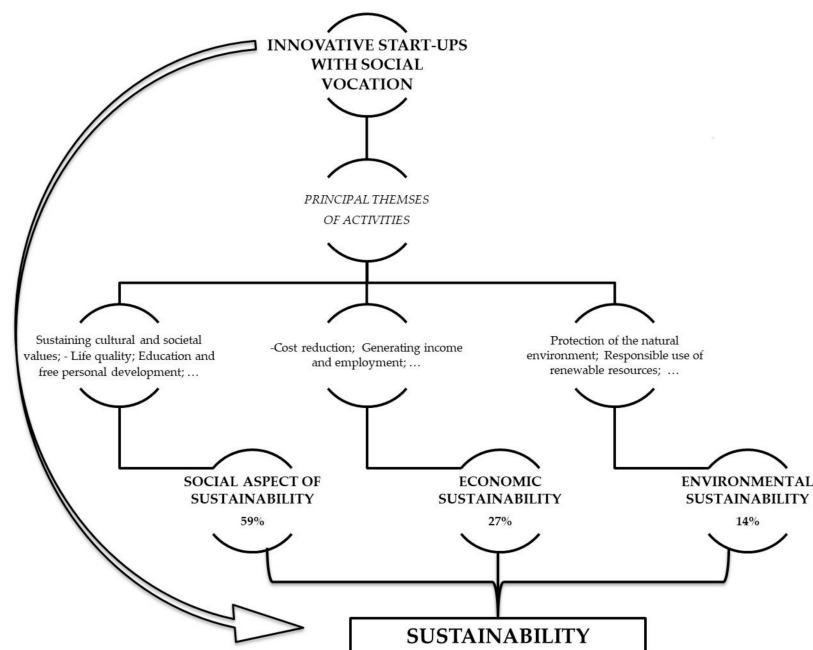 INNOVATIVE START-UPS
WITH SOCIAL
VOCATION
PRINCIPAL THEMSES
OF ACTIVITIES
Sustaining cultural and societal
values; - Life quality; Education and
free personal development; ...
-Cost reduction; Generating income
and employment; ...
Protection of the natural
environment; Responsible use of
renewable resources; ...
SOCIAL ASPECT OF
SUSTAINABILITY
59%
ECONOMIC
SUSTAINABILITY
27%
ENVIRONMENTAL
SUSTAINABILITY
14%
SUSTAINABILITY